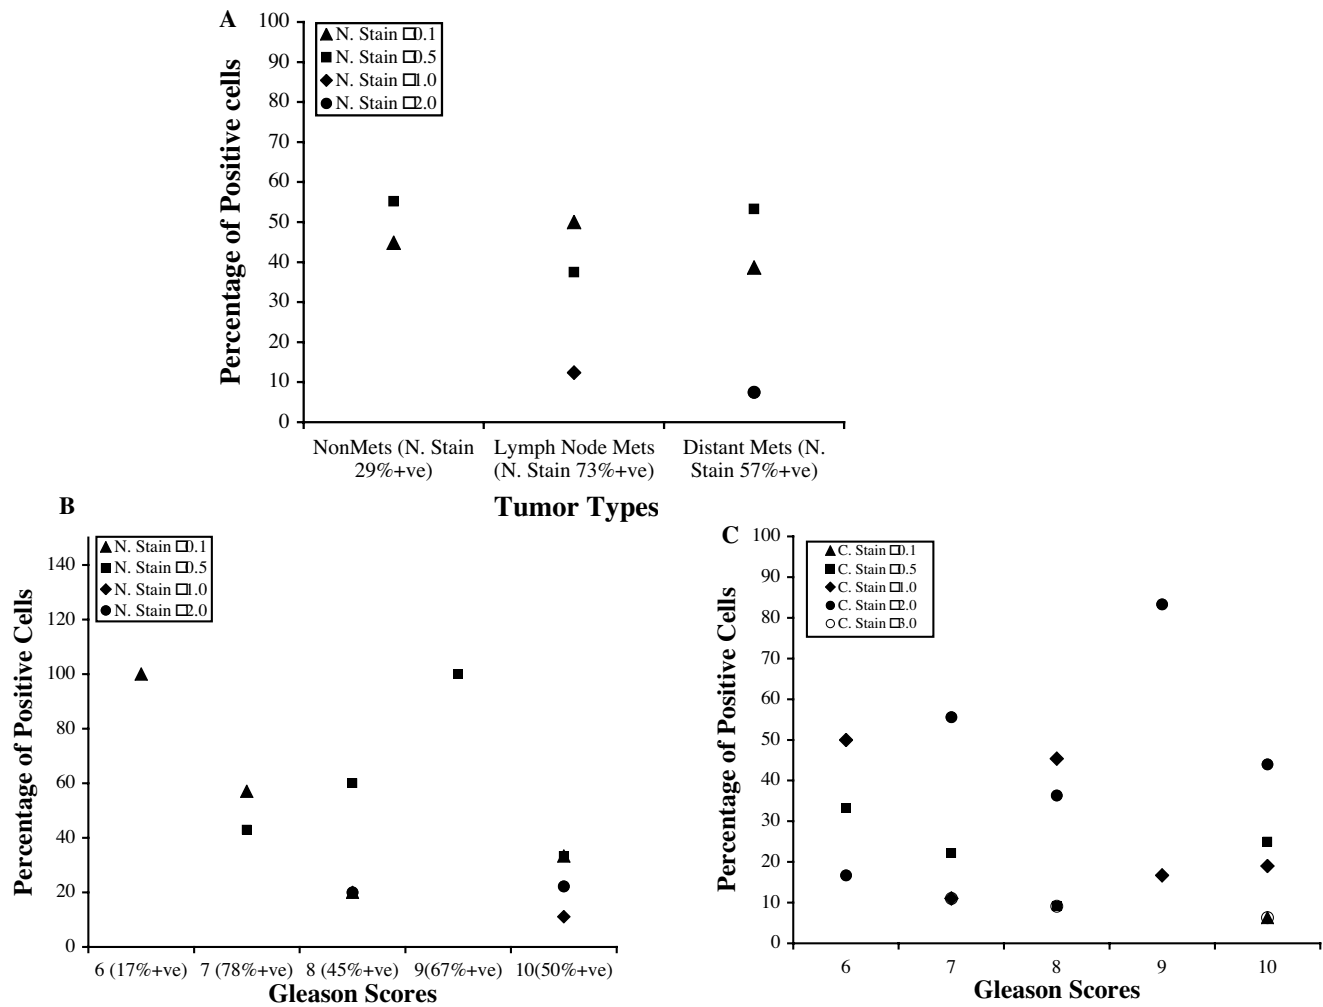 A
100
90
80
70
60
50
40
30
20
10
0
Percentage of Positive cells
N. Stain □0.1
N. Stain □0.5
N. Stain □1.0
N. Stain □2.0
NonMets (N. Stain
29%+ve)
Lymph Node Mets
(N. Stain 73%+ve)
Distant Mets (N.
Stain 57%+ve)
Tumor Types
B
140
120
100
80
60
40
20
0
Percentage of Positive Cells
N. Stain □0.1
N. Stain □0.5
N. Stain □1.0
N. Stain □2.0
6 (17%+ve) 7 (78%+ve) 8 (45%+ve) 9(67%+ve) 10(50%+ve)
Gleason Scores
C
100
90
80
70
60
50
40
30
20
10
0
Percentage of Positive Cells
C. Stain □0.1
C. Stain □0.5
C. Stain □1.0
C. Stain □2.0
C. Stain □3.0
6 7 8 9 10
Gleason Scores